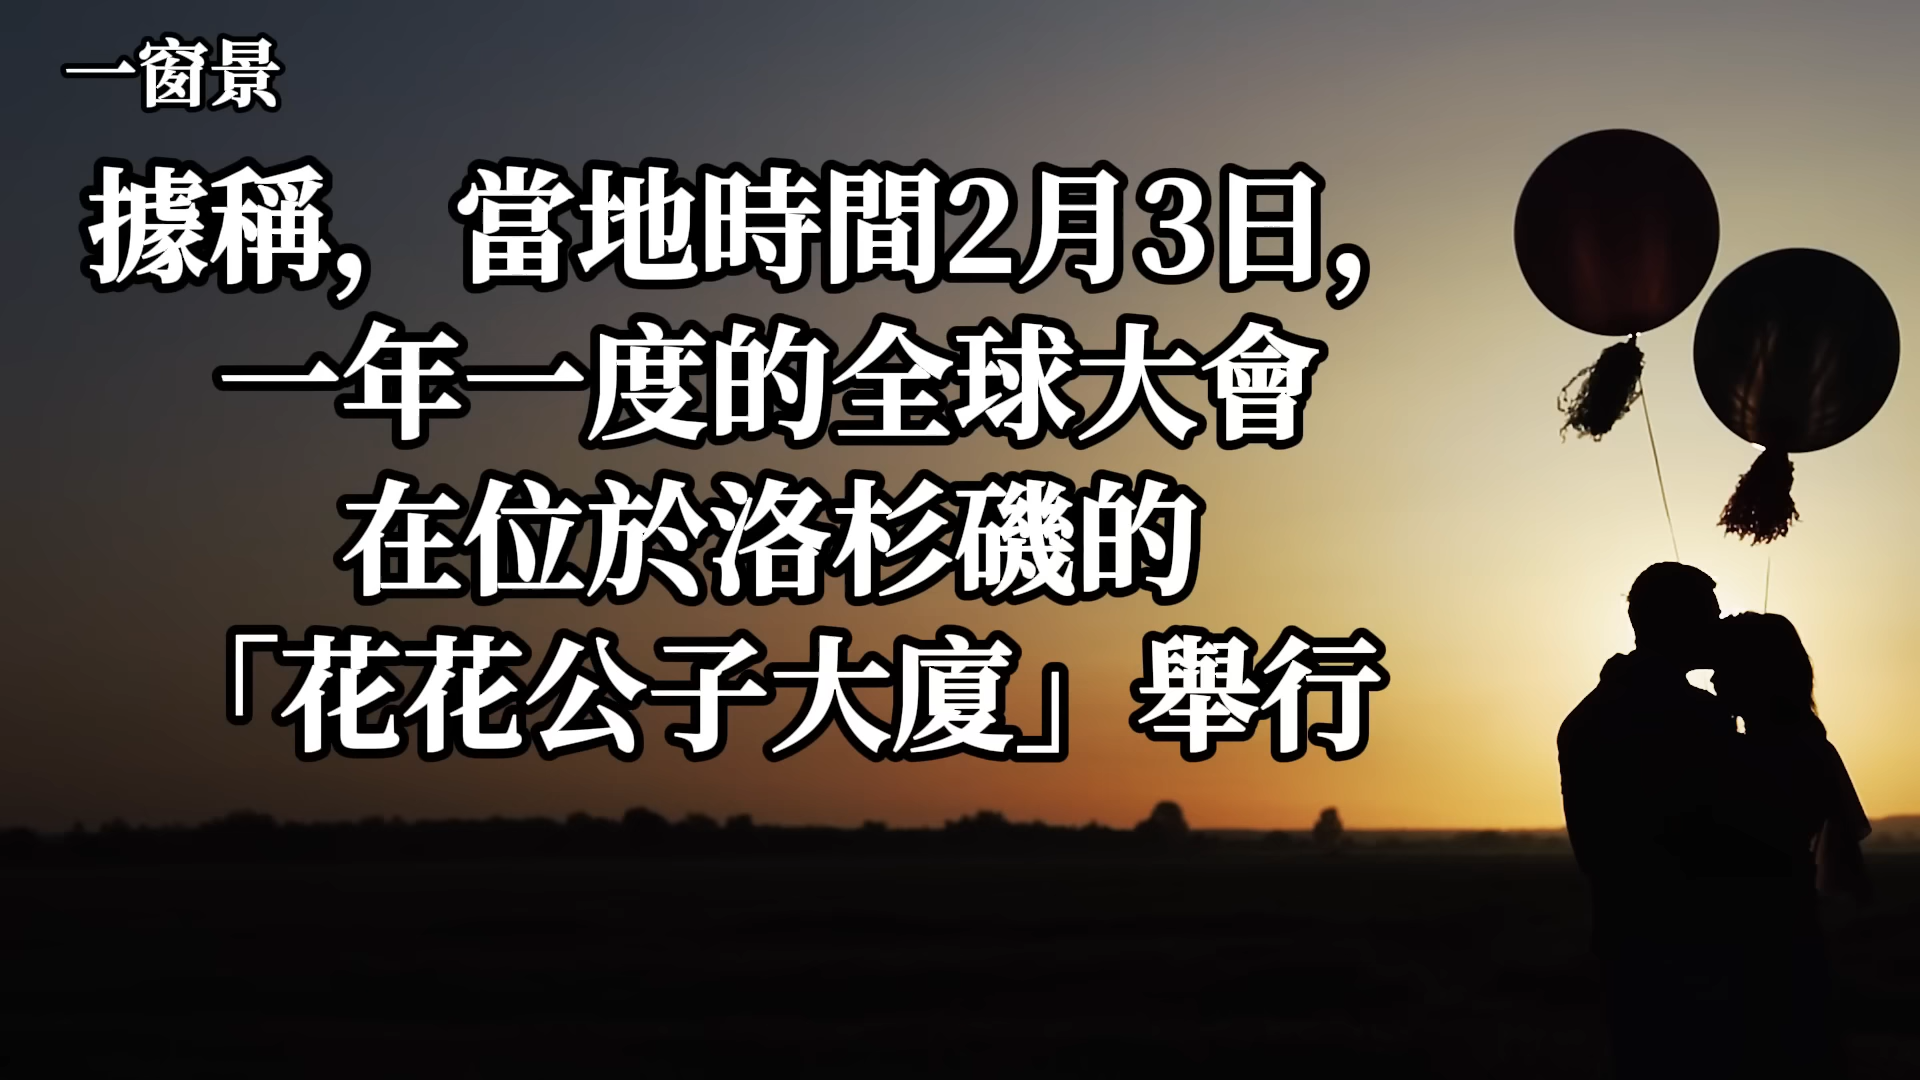 一窗景
據稱，當地時間2月3日，
一年一度的全球大會
在位於洛杉磯的
「花花公子大廈」舉行